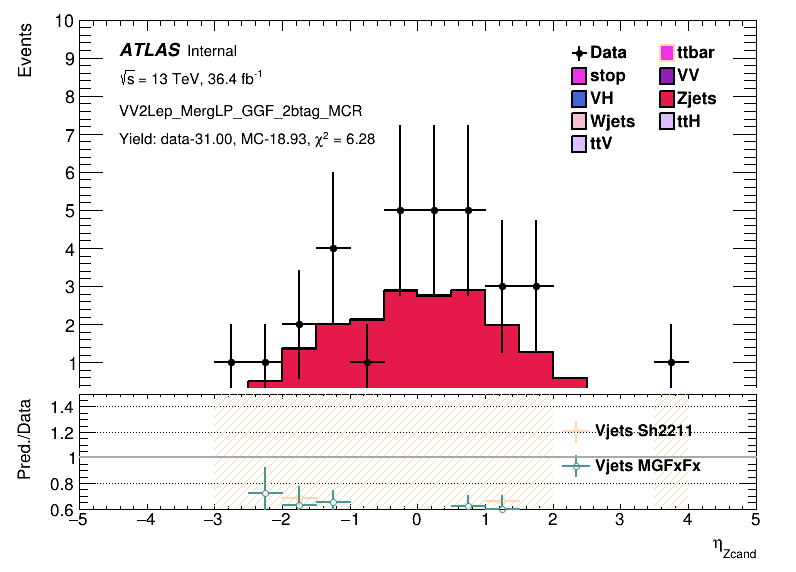 Events
10
9
8
7
6
5
4
3
2
1
ATLAS Internal
√s = 13 TeV, 36.4 fb⁻¹
VV2Lep_MergLP_GGF_2btag_MCR
Yield: data-31.00, MC-18.93, χ² = 6.28
Data
ttbar
stop
VV
VH
Zjets
Wjets
ttH
ttV
Pred./Data
1.4
1.2
1
0.8
0.6
Vjets Sh2211
Vjets MGFxFx
−5 −4 −3 −2 −1 0 1 2 3 4 5
ηZcand